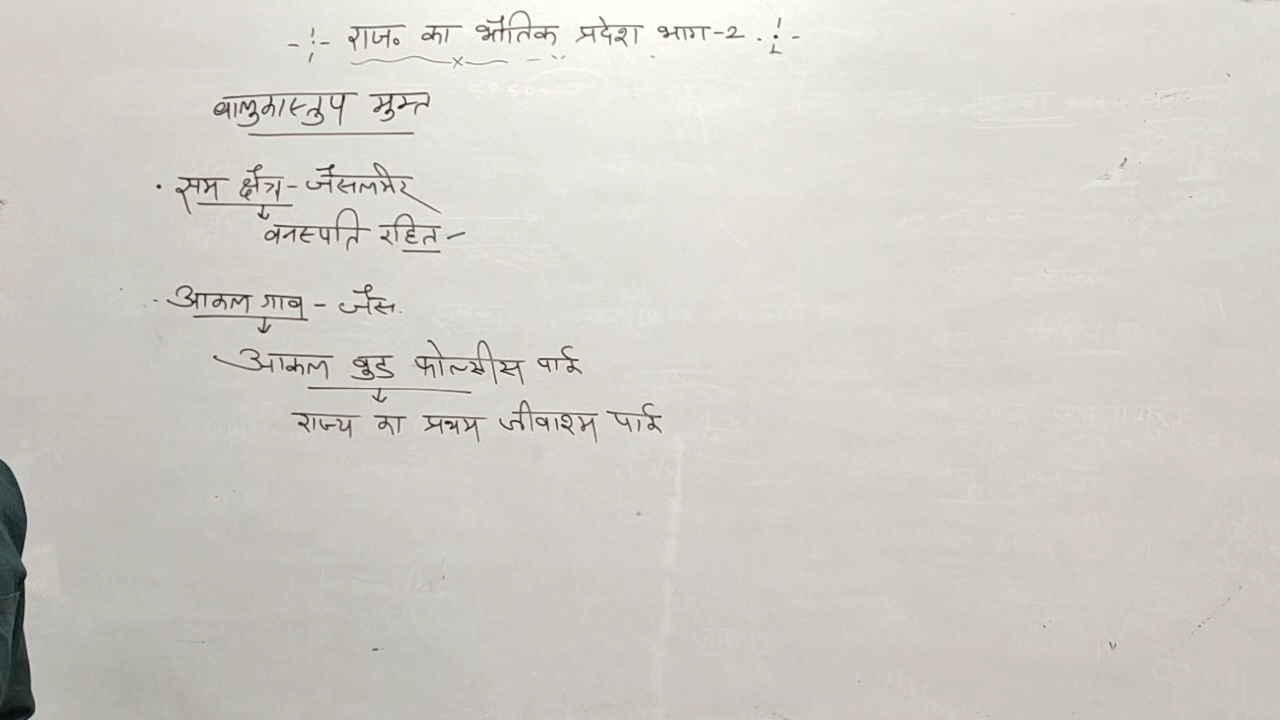 -:- राज० का भौतिक प्रदेश भाग-2 -:-
बालुकास्तुप मुक्त
· सम क्षैत्र - जैसलमेर
↓
वनस्पति रहित -
· आकल गाव - जैस.
↓
आकल वुड फोल्सीस पार्क
↓
राज्य का प्रथम जीवाश्म पार्क